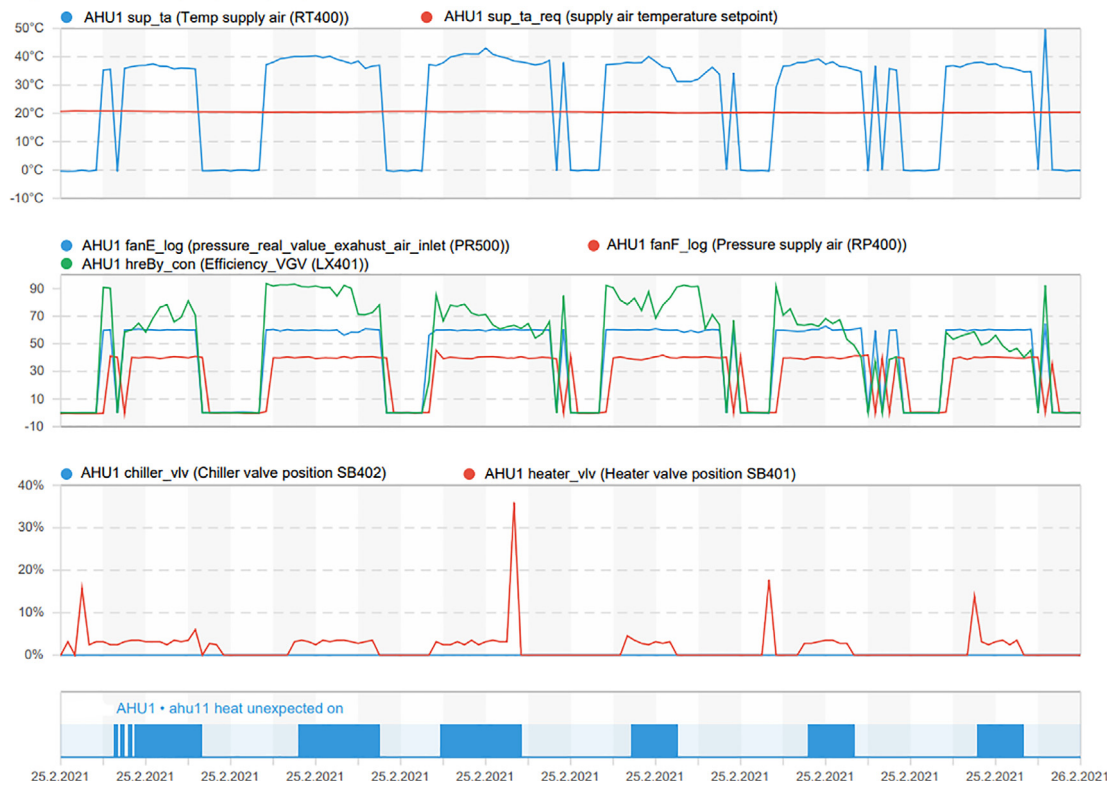 AHU1 sup_ta (Temp supply air (RT400)) AHU1 sup_ta_req (supply air temperature setpoint)
50°C
40°C
30°C
20°C
10°C
0°C
-10°C
AHU1 fanE_log (pressure_real_value_exahust_air_inlet (PR500)) AHU1 fanF_log (Pressure supply air (RP400))
AHU1 hreBy_con (Efficiency_VGV (LX401))
90
70
50
30
10
-10
AHU1 chiller_vlv (Chiller valve position SB402) AHU1 heater_vlv (Heater valve position SB401)
40%
30%
20%
10%
0%
AHU1 • ahu11 heat unexpected on
25.2.2021 25.2.2021 25.2.2021 25.2.2021 25.2.2021 25.2.2021 25.2.2021 25.2.2021 25.2.2021 25.2.2021 25.2.2021 25.2.2021 26.2.2021